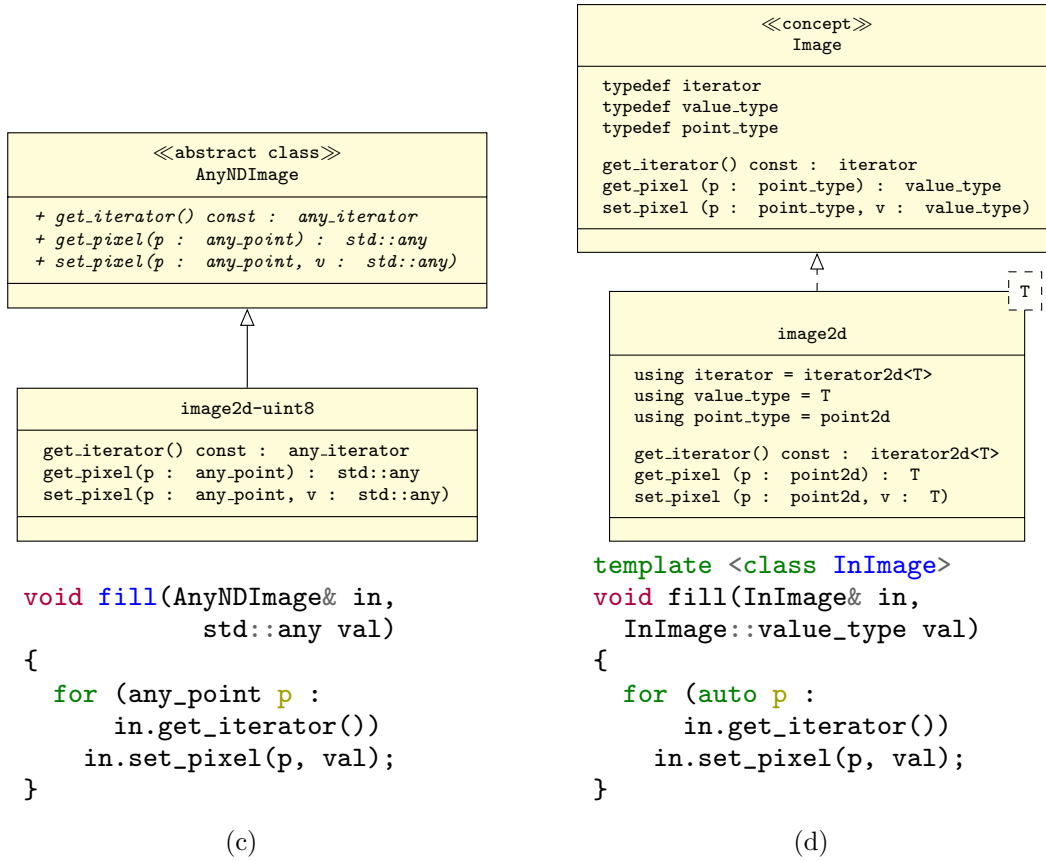 ≪abstract class≫
AnyNDImage
+ get_iterator() const : any_iterator
+ get_pixel(p : any_point) : std::any
+ set_pixel(p : any_point, v : std::any)
image2d-uint8
get_iterator() const : any_iterator
get_pixel(p : any_point) : std::any
set_pixel(p : any_point, v : std::any)
void fill(AnyNDImage& in,
std::any val)
{
for (any_point p :
in.get_iterator())
in.set_pixel(p, val);
}
(c)
≪concept≫
Image
typedef iterator
typedef value_type
typedef point_type
get_iterator() const : iterator
get_pixel (p : point_type) : value_type
set_pixel (p : point_type, v : value_type)
T
image2d
using iterator = iterator2d<T>
using value_type = T
using point_type = point2d
get_iterator() const : iterator2d<T>
get_pixel (p : point2d) : T
set_pixel (p : point2d, v : T)
template <class InImage>
void fill(InImage& in,
InImage::value_type val)
{
for (auto p :
in.get_iterator())
in.set_pixel(p, val);
}
(d)